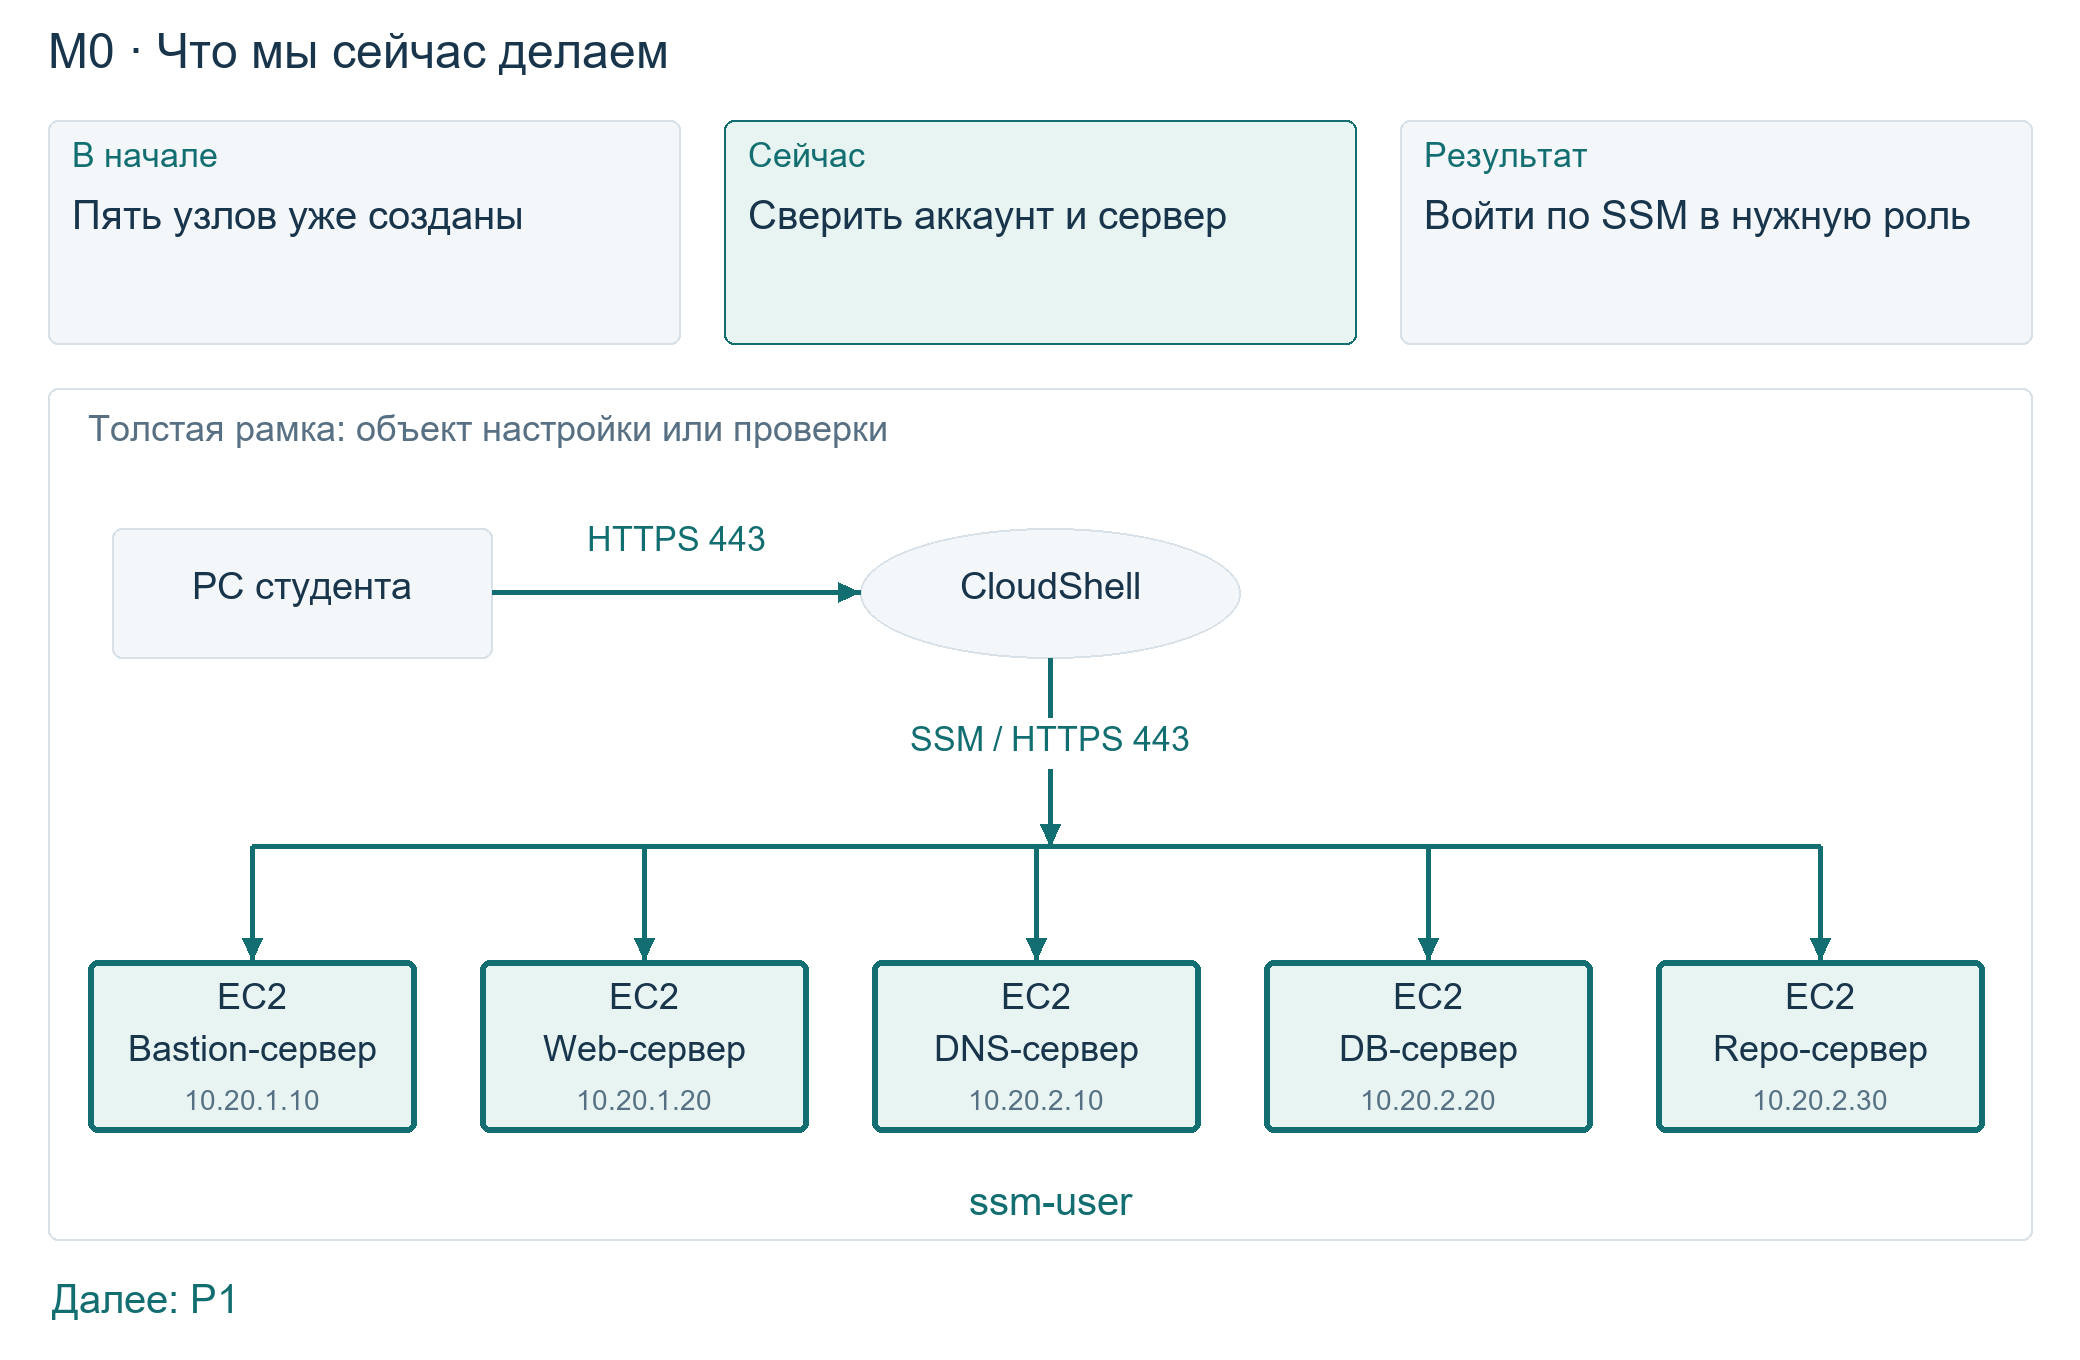 M0 · Что мы сейчас делаем
В начале
Пять узлов уже созданы
Сейчас
Сверить аккаунт и сервер
Результат
Войти по SSM в нужную роль
Толстая рамка: объект настройки или проверки
PC студента
HTTPS 443
CloudShell
SSM / HTTPS 443
EC2
Bastion-сервер
10.20.1.10
EC2
Web-сервер
10.20.1.20
EC2
DNS-сервер
10.20.2.10
EC2
DB-сервер
10.20.2.20
EC2
Repo-сервер
10.20.2.30
ssm-user
Далее: P1